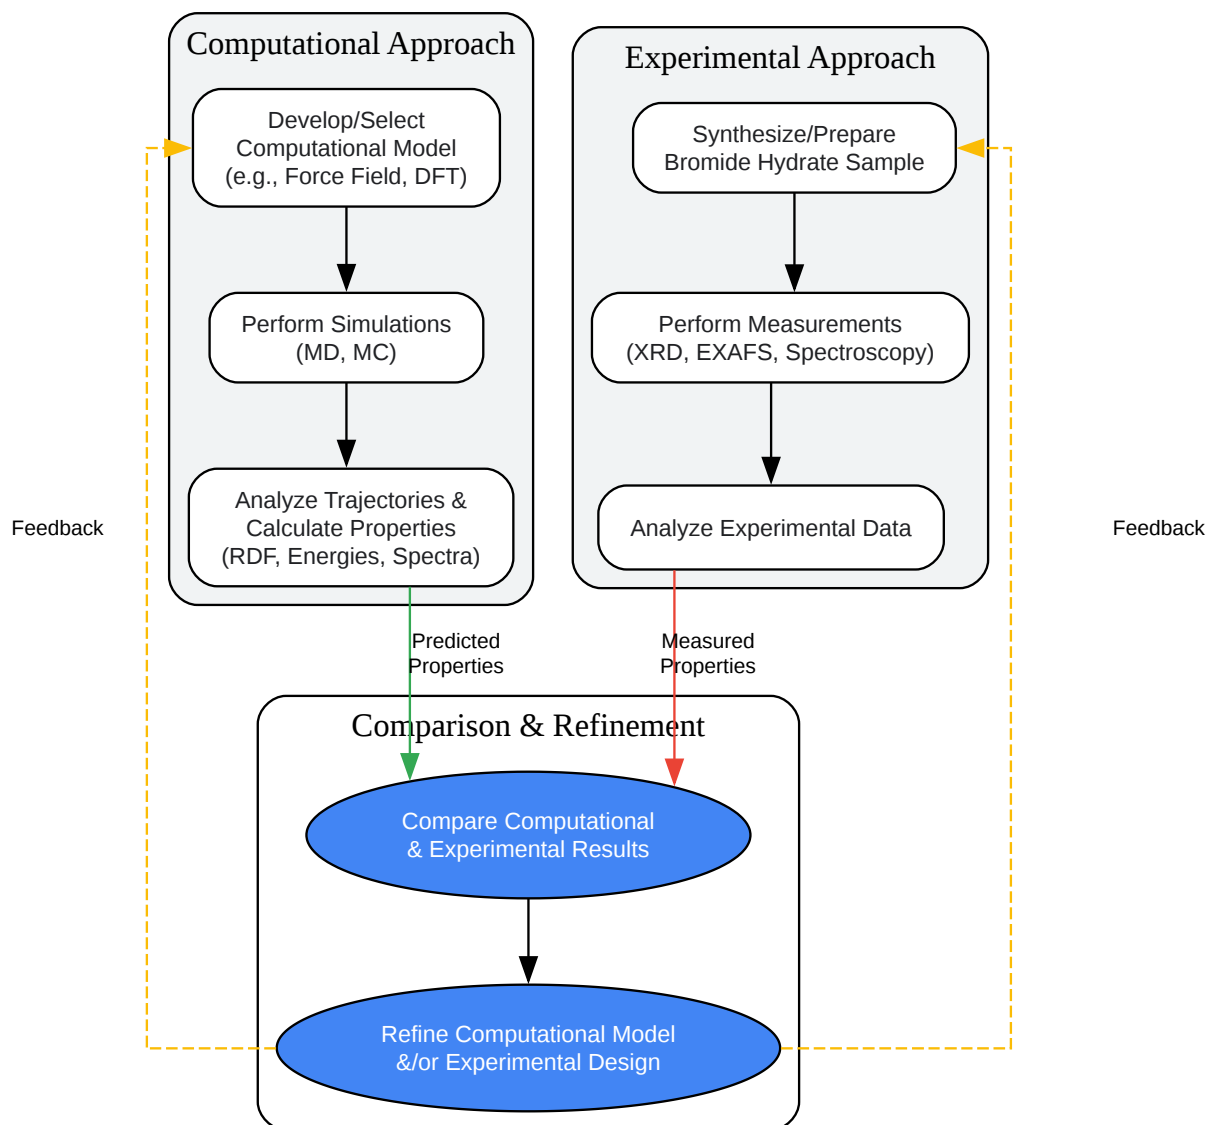 Computational Approach
Develop/Select
Computational Model
(e.g., Force Field, DFT)
Perform Simulations
(MD, MC)
Analyze Trajectories &
Calculate Properties
(RDF, Energies, Spectra)
Experimental Approach
Synthesize/Prepare
Bromide Hydrate Sample
Perform Measurements
(XRD, EXAFS, Spectroscopy)
Analyze Experimental Data
Feedback
Feedback
Predicted
Properties
Measured
Properties
Comparison & Refinement
Compare Computational
& Experimental Results
Refine Computational Model
&/or Experimental Design